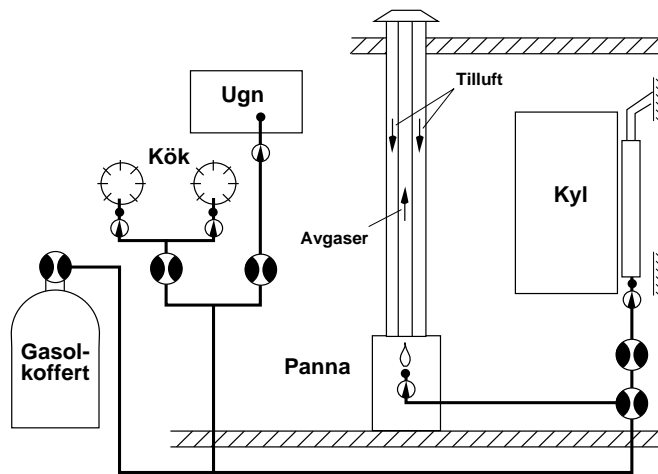 Tilluft
Ugn
Kök
Kyl
Avgaser
Gasol-
koffert
Panna